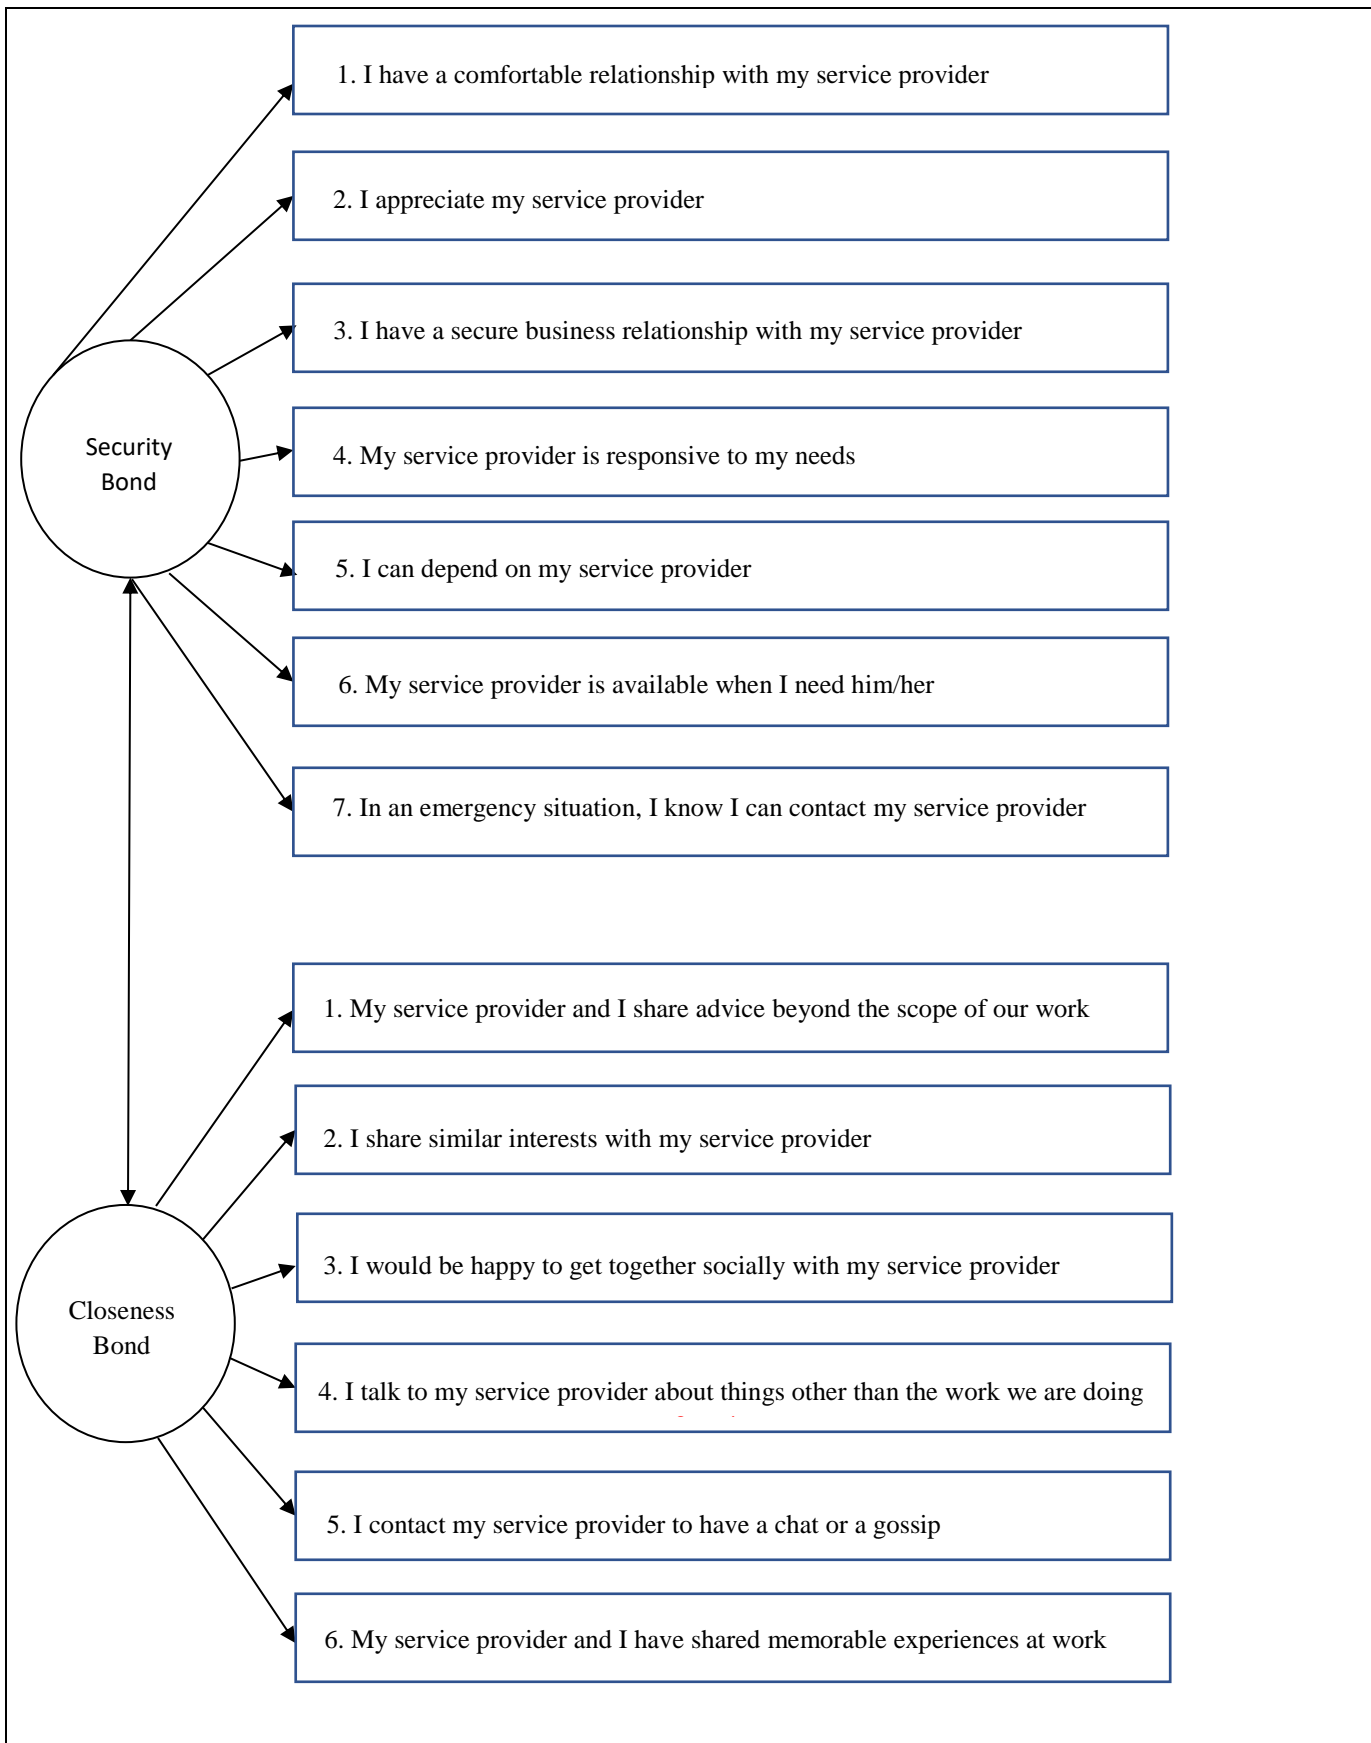 1. I have a comfortable relationship with my service provider
2. I appreciate my service provider
3. I have a secure business relationship with my service provider
Security
Bond
4. My service provider is responsive to my needs
5. I can depend on my service provider
6. My service provider is available when I need him/her
7. In an emergency situation, I know I can contact my service provider
1. My service provider and I share advice beyond the scope of our work
2. I share similar interests with my service provider
3. I would be happy to get together socially with my service provider
Closeness
Bond
4. I talk to my service provider about things other than the work we are doing
5. I contact my service provider to have a chat or a gossip
6. My service provider and I have shared memorable experiences at work